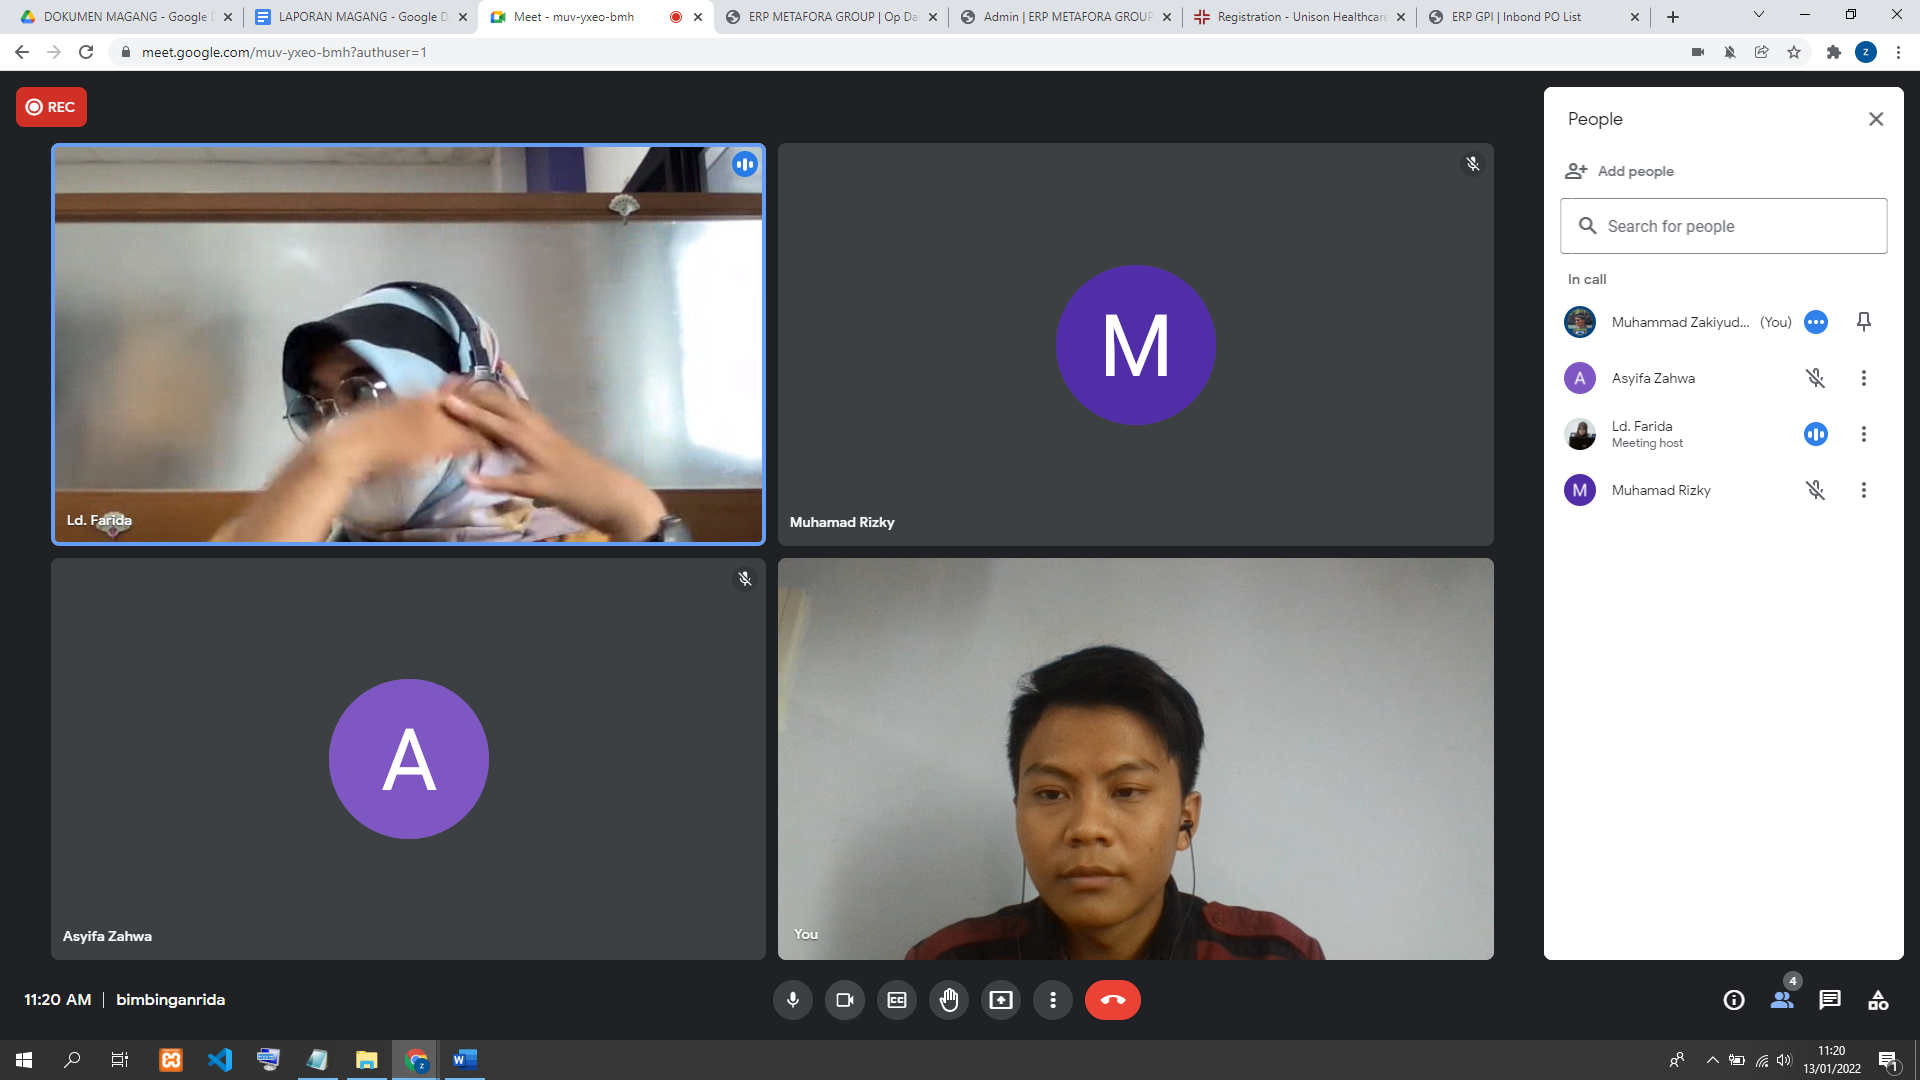 DOKUMEN MAGANG - Google D
LAPORAN MAGANG - Google D
Meet - muv-yxeo-bmh
ERP METAFORA GROUP | Op Da
Admin | ERP METAFORA GROUP
Registration - Unison Healthcare
ERP GPI | Inbond PO List
meet.google.com/muv-yxeo-bmh?authuser=1
Z
REC
Ld. Farida
M
Muhamad Rizky
A
Asyifa Zahwa
You
People
Add people
Search for people
In call
Muhammad Zakiyud... (You)
A Asyifa Zahwa
Ld. Farida
Meeting host
M Muhamad Rizky
11:20 AM | bimbinganrida
CC
4
11:20
13/01/2022
1